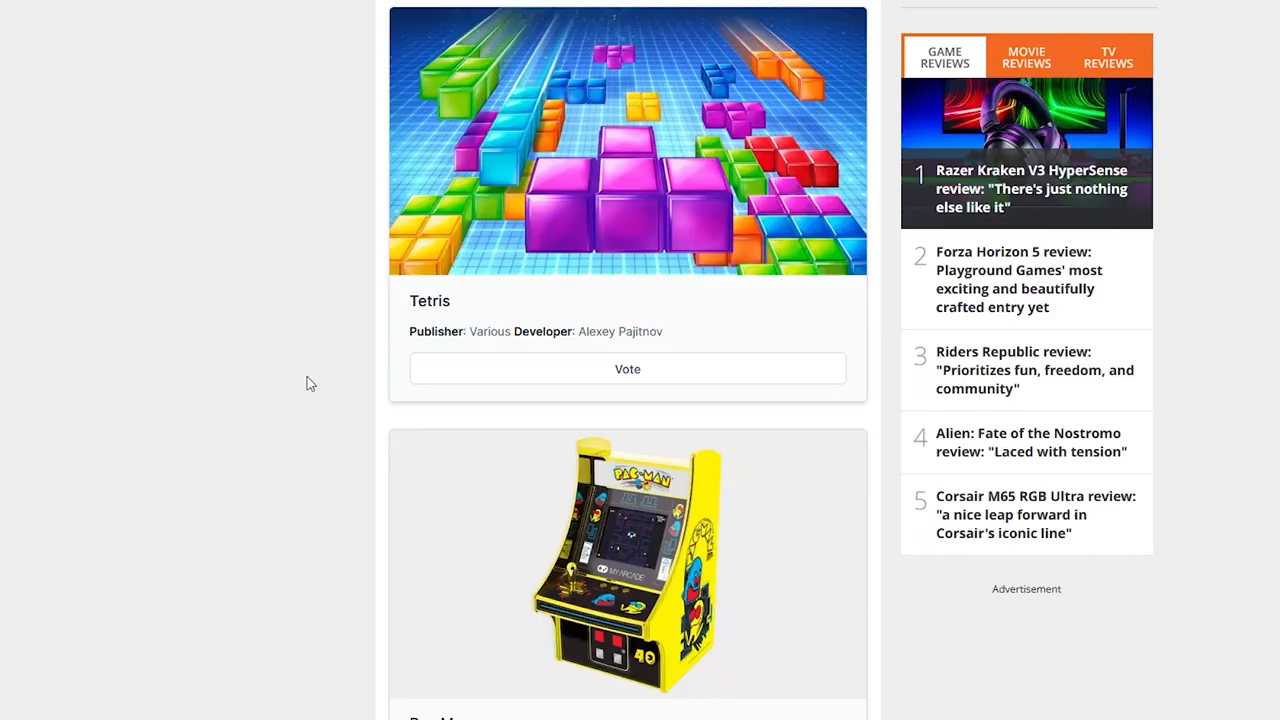 Tetris
Publisher: Various Developer: Alexey Pajitnov
Vote
PAC-MAN
MY ARCADE
40
GAME
REVIEWS
MOVIE
REVIEWS
TV
REVIEWS
1
Razer Kraken V3 HyperSense
review: "There's just nothing
else like it"
2
Forza Horizon 5 review:
Playground Games' most
exciting and beautifully
crafted entry yet
3
Riders Republic review:
"Prioritizes fun, freedom, and
community"
4
Alien: Fate of the Nostromo
review: "Laced with tension"
5
Corsair M65 RGB Ultra review:
"a nice leap forward in
Corsair's iconic line"
Advertisement